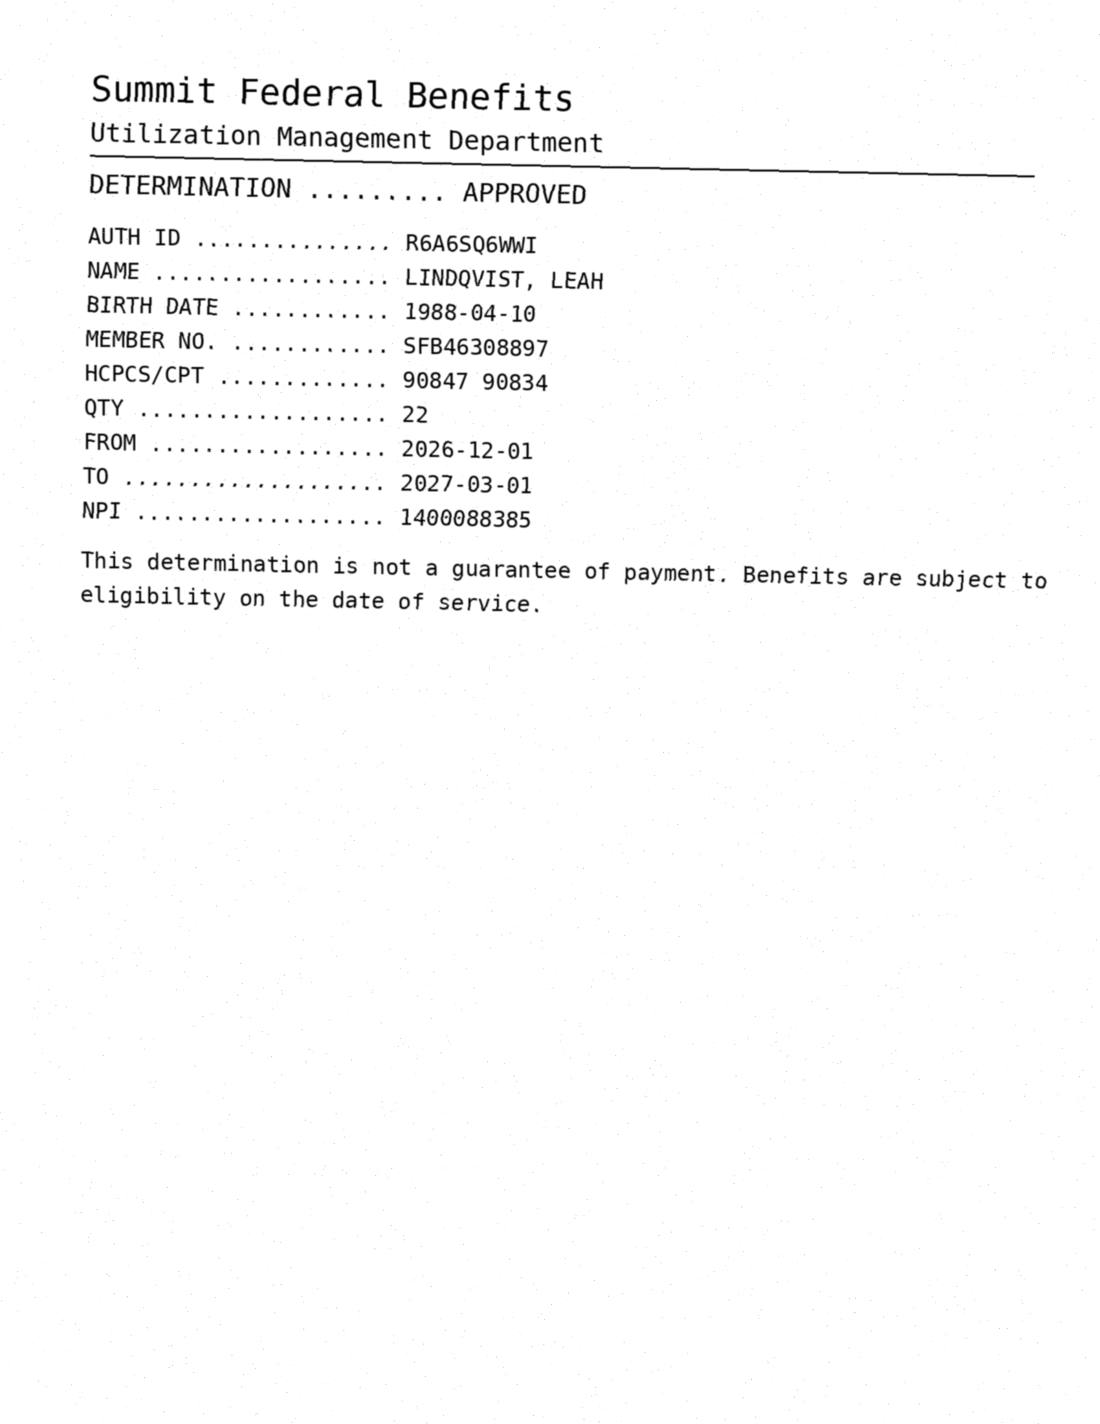 Summit Federal Benefits
Utilization Management Department
DETERMINATION ......... APPROVED
AUTH ID ............... R6A6SQ6WWI
NAME .................. LINDQVIST, LEAH
BIRTH DATE ............ 1988-04-10
MEMBER NO. ............ SFB46308897
HCPCS/CPT ............. 90847 90834
QTY ................... 22
FROM .................. 2026-12-01
TO .................... 2027-03-01
NPI ................... 1400088385
This determination is not a guarantee of payment. Benefits are subject to
eligibility on the date of service.